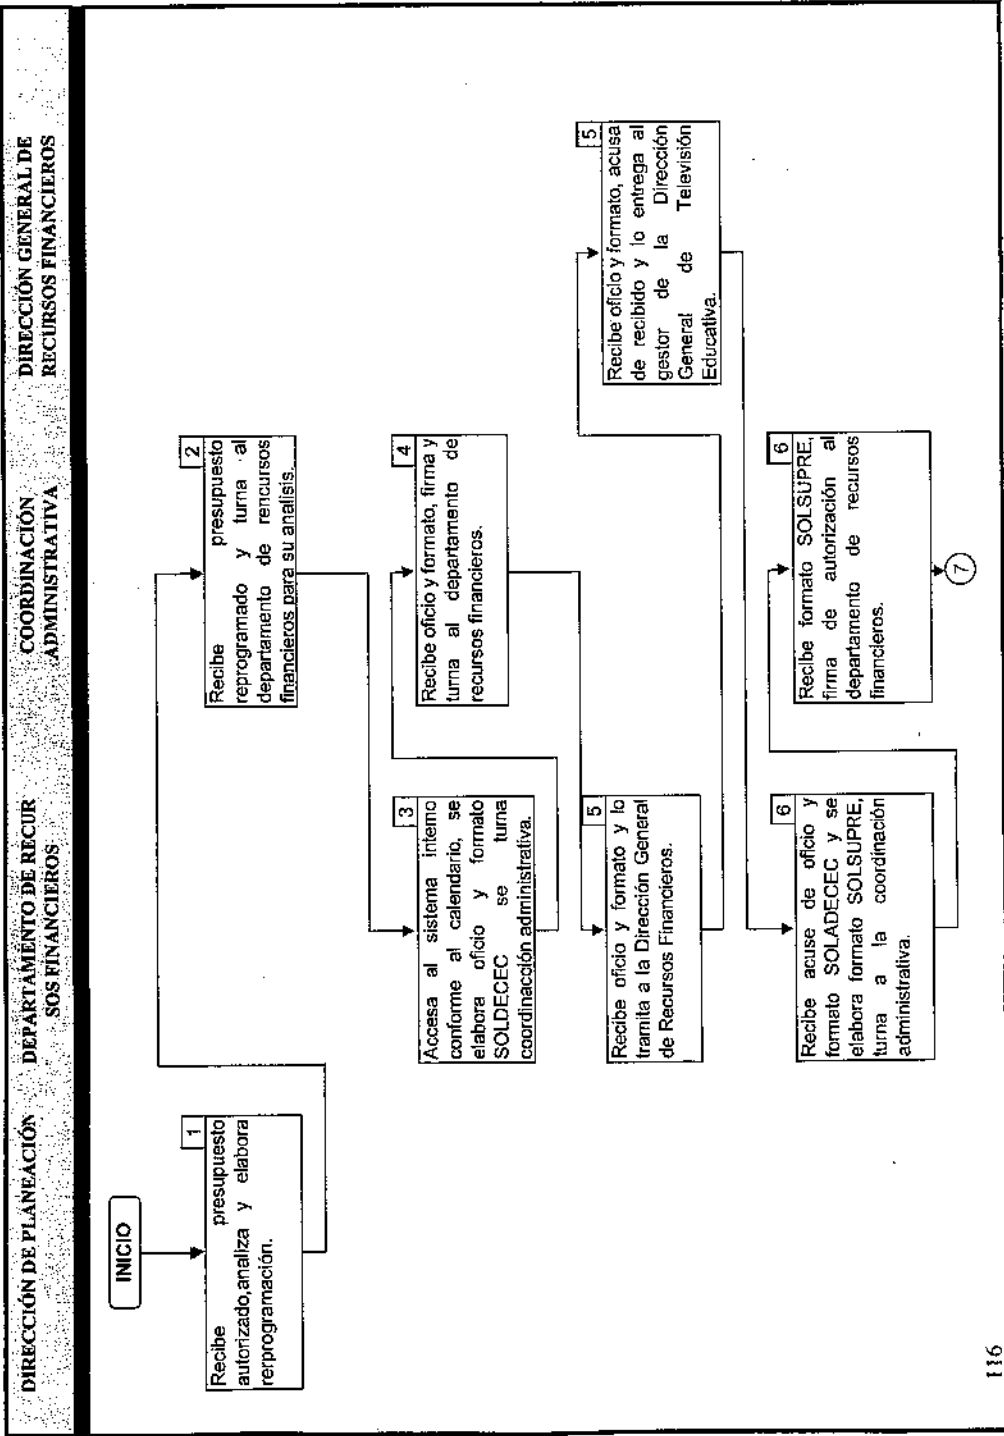 DIRECCIÓN DE PLANEACIÓN
DEPARTAMENTO DE RECUR
SOS FINANCIEROS
COORDINACIÓN
ADMINISTRATIVA
DIRECCIÓN GENERAL DE
RECURSOS FINANCIEROS
INICIO
1
Recibe presupuesto
autorizado,analiza y elabora
rerprogramación.
2
Recibe presupuesto
reprogramado y turna al
departamento de rencursos
financieros para su analisis.
3
Accesa al sistema interno
conforme al calendario, se
elabora oficio y formato
SOLDECEC se turna
coordinacción administrativa.
4
Recibe oficio y formato, firma y
turna al departamento de
recursos financieros.
5
Recibe oficio y formato y lo
tramita a la Dirección General
de Recursos Financieros.
5
Recibe oficio y formato, acusa
de recibido y lo entrega al
gestor de la Dirección
General de Televisión
Educativa.
6
Recibe acuse de oficio y
formato SOLADECEC y se
elabora formato SOLSUPRE,
turna a la coordinación
administrativa.
6
Recibe formato SOLSUPRE,
firma de autorización al
departamento de recursos
financieros.
7
116